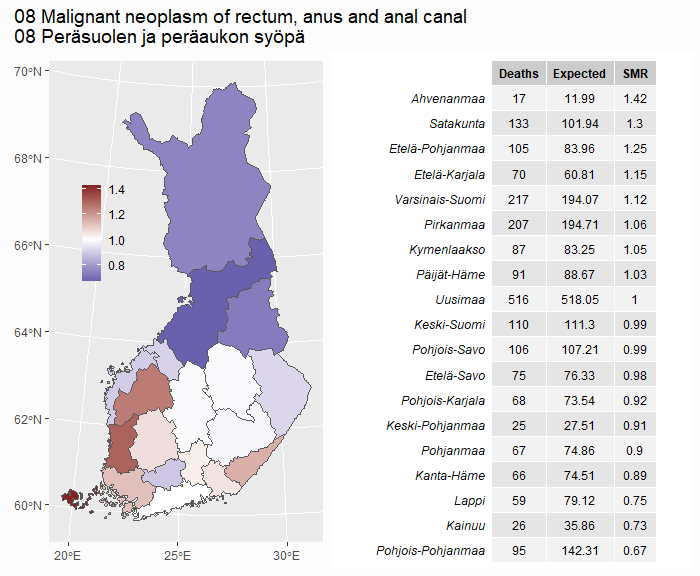 08 Malignant neoplasm of rectum, anus and anal canal
08 Peräsuolen ja peräaukon syöpä
70°N
68°N
66°N
64°N
62°N
60°N
20°E 25°E 30°E
1.4
1.2
1.0
0.8
Deaths Expected SMR
Ahvenanmaa 17 11.99 1.42
Satakunta 133 101.94 1.3
Etelä-Pohjanmaa 105 83.96 1.25
Etelä-Karjala 70 60.81 1.15
Varsinais-Suomi 217 194.07 1.12
Pirkanmaa 207 194.71 1.06
Kymenlaakso 87 83.25 1.05
Päijät-Häme 91 88.67 1.03
Uusimaa 516 518.05 1
Keski-Suomi 110 111.3 0.99
Pohjois-Savo 106 107.21 0.99
Etelä-Savo 75 76.33 0.98
Pohjois-Karjala 68 73.54 0.92
Keski-Pohjanmaa 25 27.51 0.91
Pohjanmaa 67 74.86 0.9
Kanta-Häme 66 74.51 0.89
Lappi 59 79.12 0.75
Kainuu 26 35.86 0.73
Pohjois-Pohjanmaa 95 142.31 0.67